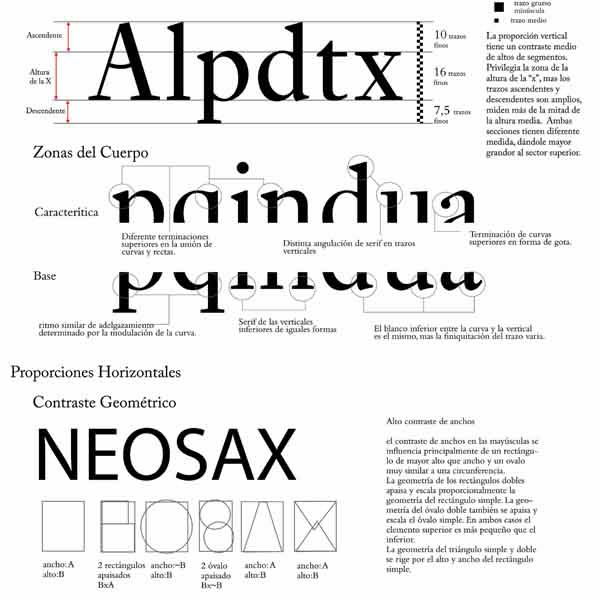 trazo grueso
minúscula
trazo medio
Ascendente
Altura
de la X
Descendente
Alpdtx
10 trazos
finos
16 trazos
finos
7,5 trazos
finos
La proporción vertical
tiene un contraste medio
de altos de segmentos.
Privilegia la zona de la
altura de la "x", mas los
trazos ascendentes y
descendentes son amplios,
miden más de la mitad de
la altura media. Ambas
secciones tienen diferente
medida, dándole mayor
grandor al sector superior.
Zonas del Cuerpo
pqindua
Característica
Diferente terminaciones
superiores en la unión de
curvas y rectas.
Distinta angulación de serif en trazos
verticales
Terminación de curvas
superiores en forma de gota.
Base
pqindua
ritmo similar de adelgazamiento
determinado por la modulación de la curva.
Serif de las verticales
inferiores de iguales formas
El blanco inferior entre la curva y la vertical
es el mismo, mas la finiquitación del trazo varia.
Proporciones Horizontales
Contraste Geométrico
NEOSAX
ancho:A
alto:B
2 rectángulos
apaisados
BxA
ancho:~B
alto:B
2 óvalo
apaisado
Bx~B
ancho:A
alto:B
ancho:A
alto:B
Alto contraste de anchos
el contraste de anchos en las mayúsculas se
influencia principalmente de un rectángu-
lo de mayor alto que ancho y un ovalo
muy similar a una circunferencia.
La geometría de los rectángulos dobles
apaisa y escala proporcionalmente la
geometría del rectángulo simple. La geo-
metría del óvalo doble también se apaisa y
escala el óvalo simple. En ambos casos el
elemento superior es más pequeño que el
inferior.
La geometría del triángulo simple y doble
se rige por el alto y ancho del rectángulo
simple.